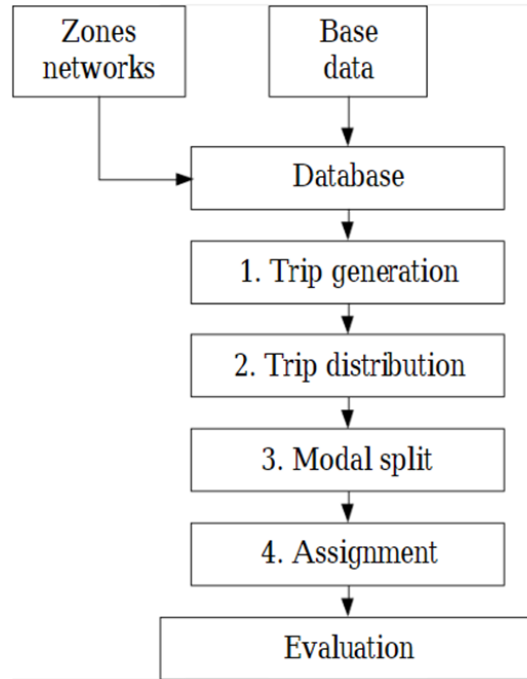 Zones
networks
Base
data
Database
1. Trip generation
2. Trip distribution
3. Modal split
4. Assignment
Evaluation